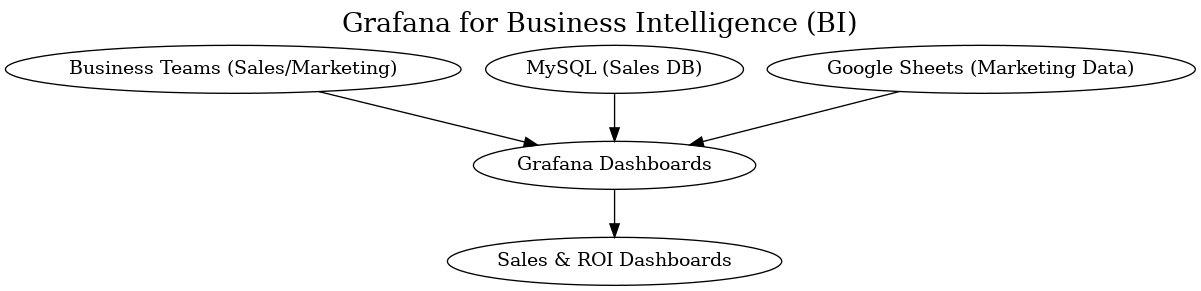 Grafana for Business Intelligence (BI)
Business Teams (Sales/Marketing)
MySQL (Sales DB)
Google Sheets (Marketing Data)
Grafana Dashboards
Sales & ROI Dashboards